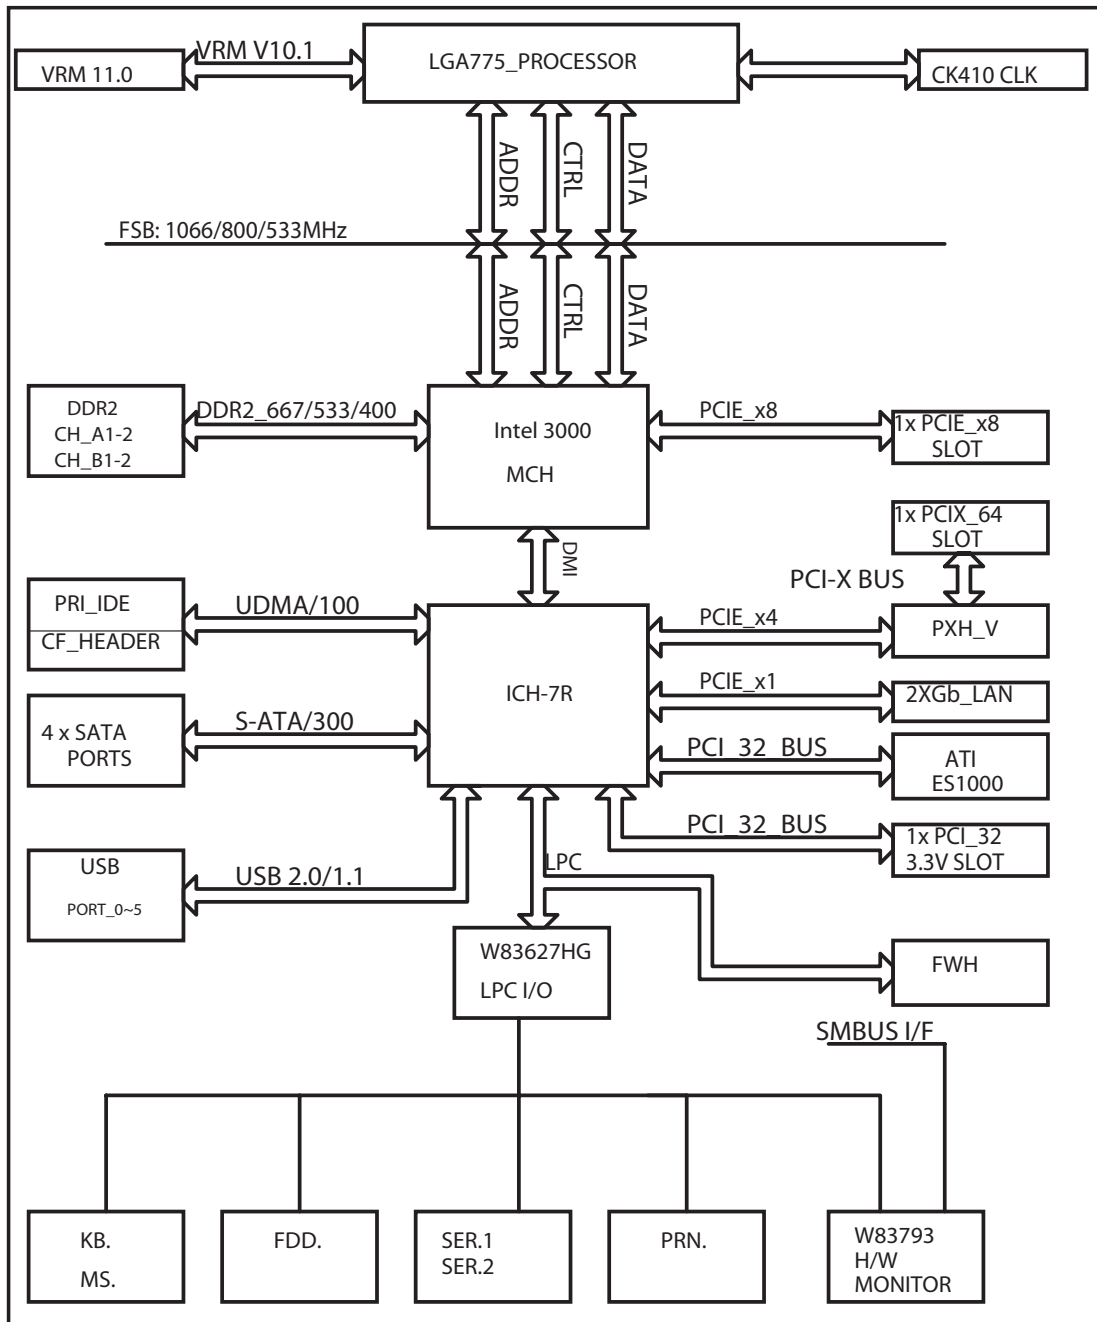 VRM V10.1
VRM 11.0
LGA775_PROCESSOR
CK410 CLK
ADDR
CTRL
DATA
FSB: 1066/800/533MHz
ADDR
CTRL
DATA
DDR2
CH_A1-2
CH_B1-2
DDR2_667/533/400
Intel 3000
MCH
PCIE_x8
1x PCIE_x8
SLOT
DMI
1x PCIX_64
SLOT
PCI-X BUS
PRI_IDE
CF_HEADER
UDMA/100
ICH-7R
PCIE_x4
PXH_V
PCIE_x1
2XGb_LAN
4 x SATA
PORTS
S-ATA/300
PCI_32_BUS
ATI
ES1000
PCI_32_BUS
1x PCI_32
3.3V SLOT
USB
PORT_0~5
USB 2.0/1.1
LPC
W83627HG
LPC I/O
FWH
SMBUS I/F
KB.
MS.
FDD.
SER.1
SER.2
PRN.
W83793
H/W
MONITOR